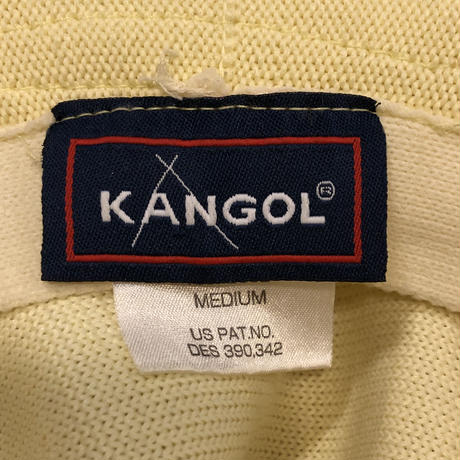 KANGOL®
MEDIUM
US PAT.NO.
DES 390,342